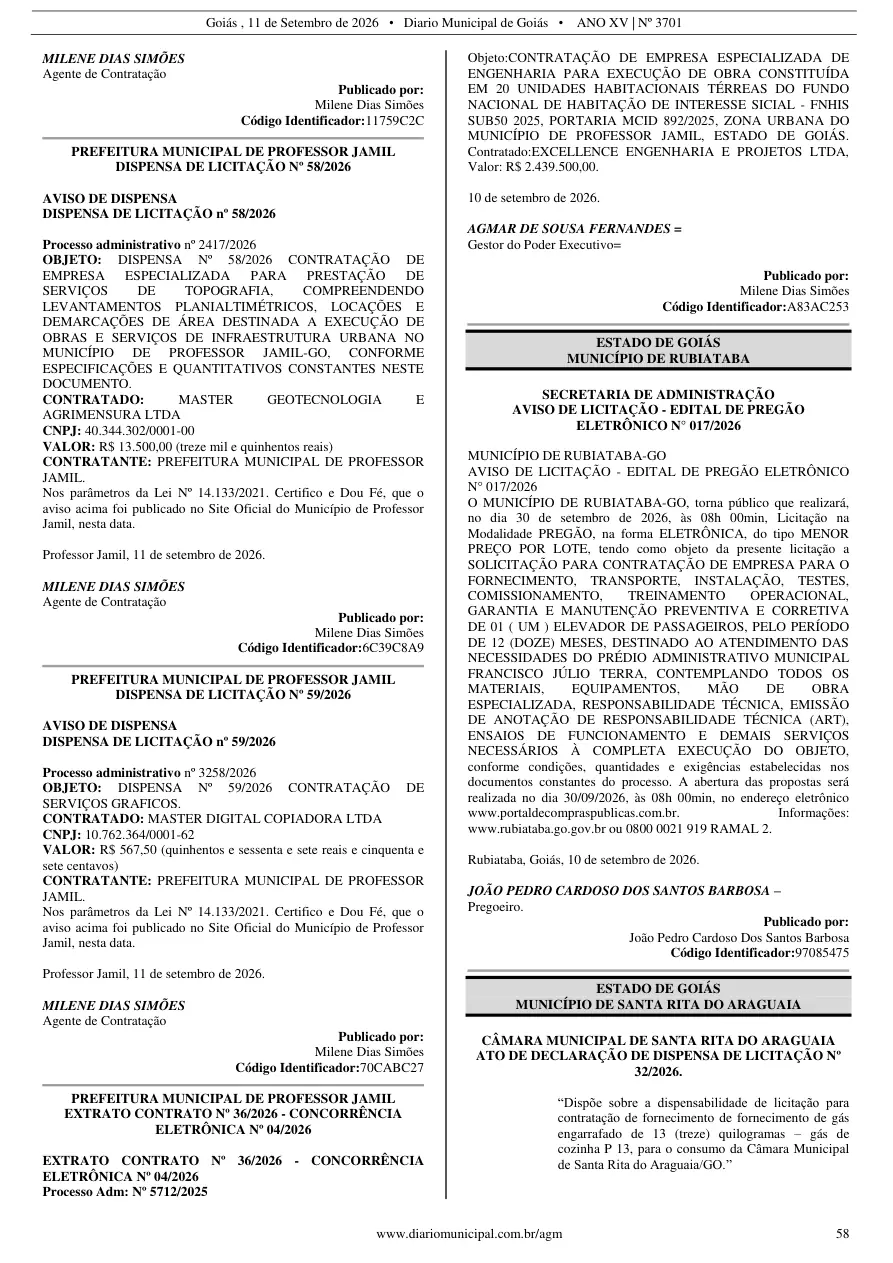 Goiás , 11 de Setembro de 2026 • Diario Municipal de Goiás • ANO XV | Nº 3701
MILENE DIAS SIMÕES
Agente de Contratação
Publicado por:
Milene Dias Simões
Código Identificador:11759C2C
PREFEITURA MUNICIPAL DE PROFESSOR JAMIL
DISPENSA DE LICITAÇÃO Nº 58/2026
AVISO DE DISPENSA
DISPENSA DE LICITAÇÃO nº 58/2026
Processo administrativo nº 2417/2026
OBJETO: DISPENSA Nº 58/2026 CONTRATAÇÃO DE
EMPRESA ESPECIALIZADA PARA PRESTAÇÃO DE
SERVIÇOS DE TOPOGRAFIA, COMPREENDENDO
LEVANTAMENTOS PLANIALTIMÉTRICOS, LOCAÇÕES E
DEMARCAÇÕES DE ÁREA DESTINADA A EXECUÇÃO DE
OBRAS E SERVIÇOS DE INFRAESTRUTURA URBANA NO
MUNICÍPIO DE PROFESSOR JAMIL-GO, CONFORME
ESPECIFICAÇÕES E QUANTITATIVOS CONSTANTES NESTE
DOCUMENTO.
CONTRATADO: MASTER GEOTECNOLOGIA E
AGRIMENSURA LTDA
CNPJ: 40.344.302/0001-00
VALOR: R$ 13.500,00 (treze mil e quinhentos reais)
CONTRATANTE: PREFEITURA MUNICIPAL DE PROFESSOR
JAMIL.
Nos parâmetros da Lei Nº 14.133/2021. Certifico e Dou Fé, que o
aviso acima foi publicado no Site Oficial do Município de Professor
Jamil, nesta data.
Professor Jamil, 11 de setembro de 2026.
MILENE DIAS SIMÕES
Agente de Contratação
Publicado por:
Milene Dias Simões
Código Identificador:6C39C8A9
PREFEITURA MUNICIPAL DE PROFESSOR JAMIL
DISPENSA DE LICITAÇÃO Nº 59/2026
AVISO DE DISPENSA
DISPENSA DE LICITAÇÃO nº 59/2026
Processo administrativo nº 3258/2026
OBJETO: DISPENSA Nº 59/2026 CONTRATAÇÃO DE
SERVIÇOS GRAFICOS.
CONTRATADO: MASTER DIGITAL COPIADORA LTDA
CNPJ: 10.762.364/0001-62
VALOR: R$ 567,50 (quinhentos e sessenta e sete reais e cinquenta e
sete centavos)
CONTRATANTE: PREFEITURA MUNICIPAL DE PROFESSOR
JAMIL.
Nos parâmetros da Lei Nº 14.133/2021. Certifico e Dou Fé, que o
aviso acima foi publicado no Site Oficial do Município de Professor
Jamil, nesta data.
Professor Jamil, 11 de setembro de 2026.
MILENE DIAS SIMÕES
Agente de Contratação
Publicado por:
Milene Dias Simões
Código Identificador:70CABC27
PREFEITURA MUNICIPAL DE PROFESSOR JAMIL
EXTRATO CONTRATO Nº 36/2026 - CONCORRÊNCIA
ELETRÔNICA Nº 04/2026
EXTRATO CONTRATO Nº 36/2026 - CONCORRÊNCIA
ELETRÔNICA Nº 04/2026
Processo Adm: Nº 5712/2025
Objeto:CONTRATAÇÃO DE EMPRESA ESPECIALIZADA DE
ENGENHARIA PARA EXECUÇÃO DE OBRA CONSTITUÍDA
EM 20 UNIDADES HABITACIONAIS TÉRREAS DO FUNDO
NACIONAL DE HABITAÇÃO DE INTERESSE SICIAL - FNHIS
SUB50 2025, PORTARIA MCID 892/2025, ZONA URBANA DO
MUNICÍPIO DE PROFESSOR JAMIL, ESTADO DE GOIÁS.
Contratado:EXCELLENCE ENGENHARIA E PROJETOS LTDA,
Valor: R$ 2.439.500,00.
10 de setembro de 2026.
AGMAR DE SOUSA FERNANDES =
Gestor do Poder Executivo=
Publicado por:
Milene Dias Simões
Código Identificador:A83AC253
ESTADO DE GOIÁS
MUNICÍPIO DE RUBIATABA
SECRETARIA DE ADMINISTRAÇÃO
AVISO DE LICITAÇÃO - EDITAL DE PREGÃO
ELETRÔNICO N° 017/2026
MUNICÍPIO DE RUBIATABA-GO
AVISO DE LICITAÇÃO - EDITAL DE PREGÃO ELETRÔNICO
N° 017/2026
O MUNICÍPIO DE RUBIATABA-GO, torna público que realizará,
no dia 30 de setembro de 2026, às 08h 00min, Licitação na
Modalidade PREGÃO, na forma ELETRÔNICA, do tipo MENOR
PREÇO POR LOTE, tendo como objeto da presente licitação a
SOLICITAÇÃO PARA CONTRATAÇÃO DE EMPRESA PARA O
FORNECIMENTO, TRANSPORTE, INSTALAÇÃO, TESTES,
COMISSIONAMENTO, TREINAMENTO OPERACIONAL,
GARANTIA E MANUTENÇÃO PREVENTIVA E CORRETIVA
DE 01 ( UM ) ELEVADOR DE PASSAGEIROS, PELO PERÍODO
DE 12 (DOZE) MESES, DESTINADO AO ATENDIMENTO DAS
NECESSIDADES DO PRÉDIO ADMINISTRATIVO MUNICIPAL
FRANCISCO JÚLIO TERRA, CONTEMPLANDO TODOS OS
MATERIAIS, EQUIPAMENTOS, MÃO DE OBRA
ESPECIALIZADA, RESPONSABILIDADE TÉCNICA, EMISSÃO
DE ANOTAÇÃO DE RESPONSABILIDADE TÉCNICA (ART),
ENSAIOS DE FUNCIONAMENTO E DEMAIS SERVIÇOS
NECESSÁRIOS À COMPLETA EXECUÇÃO DO OBJETO,
conforme condições, quantidades e exigências estabelecidas nos
documentos constantes do processo. A abertura das propostas será
realizada no dia 30/09/2026, às 08h 00min, no endereço eletrônico
www.portaldecompraspublicas.com.br. Informações:
www.rubiataba.go.gov.br ou 0800 0021 919 RAMAL 2.
Rubiataba, Goiás, 10 de setembro de 2026.
JOÃO PEDRO CARDOSO DOS SANTOS BARBOSA –
Pregoeiro.
Publicado por:
João Pedro Cardoso Dos Santos Barbosa
Código Identificador:97085475
ESTADO DE GOIÁS
MUNICÍPIO DE SANTA RITA DO ARAGUAIA
CÂMARA MUNICIPAL DE SANTA RITA DO ARAGUAIA
ATO DE DECLARAÇÃO DE DISPENSA DE LICITAÇÃO Nº
32/2026.
“Dispõe sobre a dispensabilidade de licitação para
contratação de fornecimento de fornecimento de gás
engarrafado de 13 (treze) quilogramas – gás de
cozinha P 13, para o consumo da Câmara Municipal
de Santa Rita do Araguaia/GO.”
www.diariomunicipal.com.br/agm 58